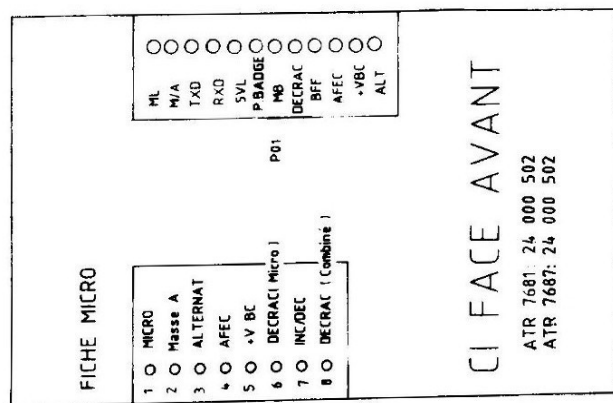 FICHE MICRO
1 MICRO
2 Masse A
3 ALTERNAT
4 AFEC
5 +V BC
6 DECRAC( Micro )
7 INC/DEC
8 DECRAC ( Combiné )
P01
ML
M/A
TXD
RXD
SVL
P.BADGE
MB
DECRAC
BFF
AFEC
+VBC
ALT
CI FACE AVANT
ATR 7681: 24 000 502
ATR 7687: 24 000 502